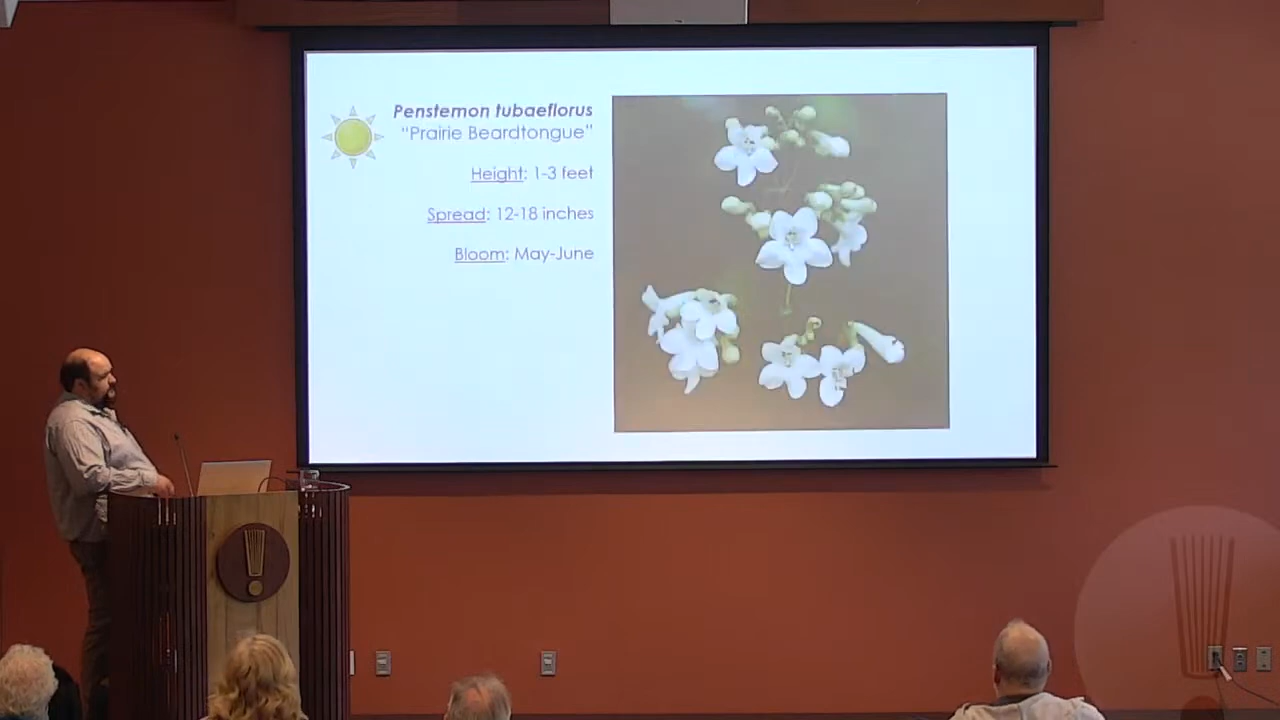 Penstemon tubaeflorus
“Prairie Beardtongue”
Height: 1-3 feet
Spread: 12-18 inches
Bloom: May-June